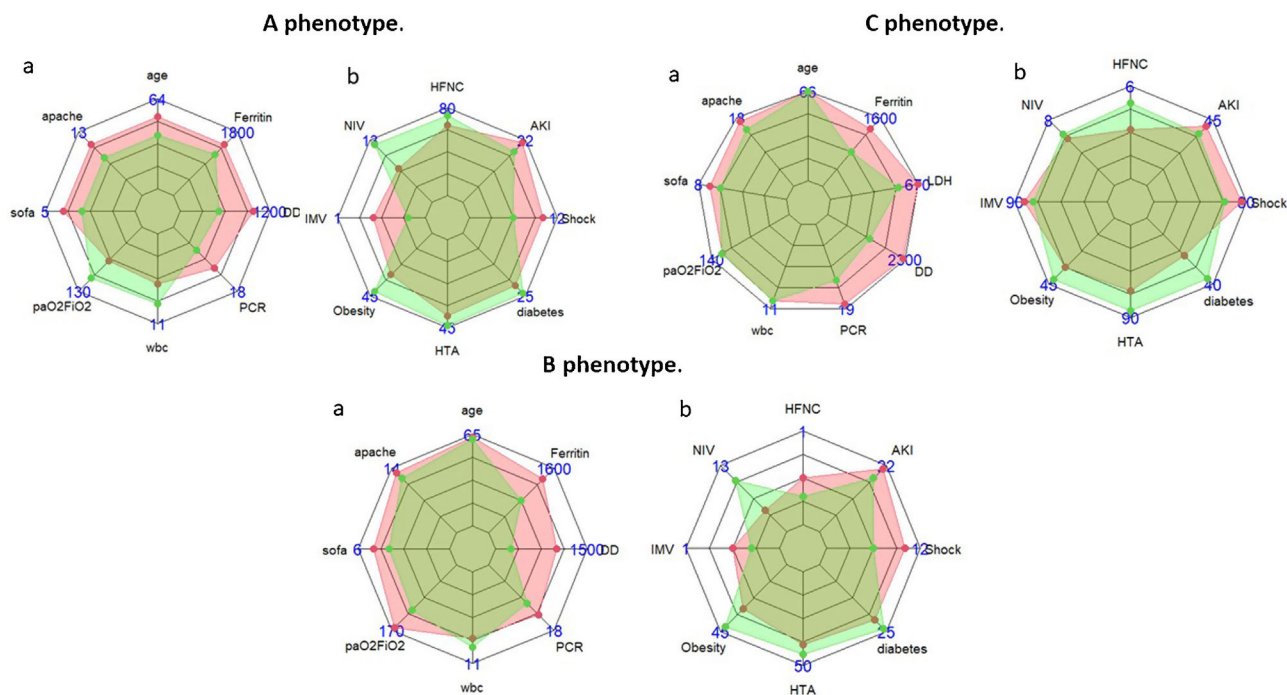 A phenotype.
a
age
64
apache
13
Ferritin
1800
sofa
5
1200
DD
paO2FiO2
130
18
PCR
11
wbc
b
HFNC
80
NIV
13
AKI
22
IMV
1
12
Shock
Obesity
45
25
diabetes
45
HTA
C phenotype.
a
age
66
apache
18
Ferritin
1600
sofa
8
670
LDH
paO2FiO2
140
2300
DD
wbc
11
19
PCR
b
HFNC
6
NIV
8
AKI
45
IMV
Shock
Obesity
45
40
diabetes
90
HTA
B phenotype.
a
age
65
apache
14
Ferritin
1600
sofa
6
1500
DD
paO2FiO2
170
18
PCR
11
wbc
b
HFNC
1
NIV
13
AKI
22
IMV
1
12
Shock
Obesity
45
25
diabetes
50
HTA